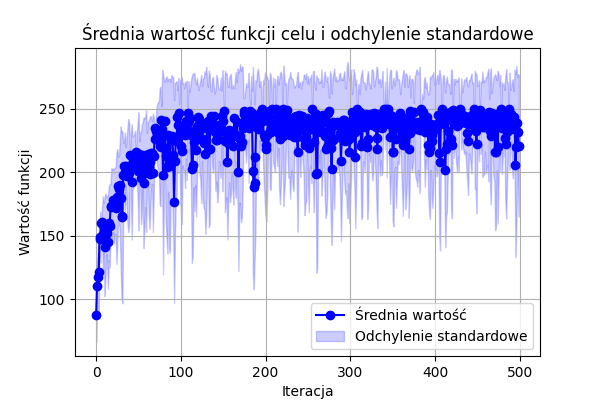 Średnia wartość funkcji celu i odchylenie standardowe
Wartość funkcji
250
200
150
100
0
100
200
300
400
500
Iteracja
Średnia wartość
Odchylenie standardowe